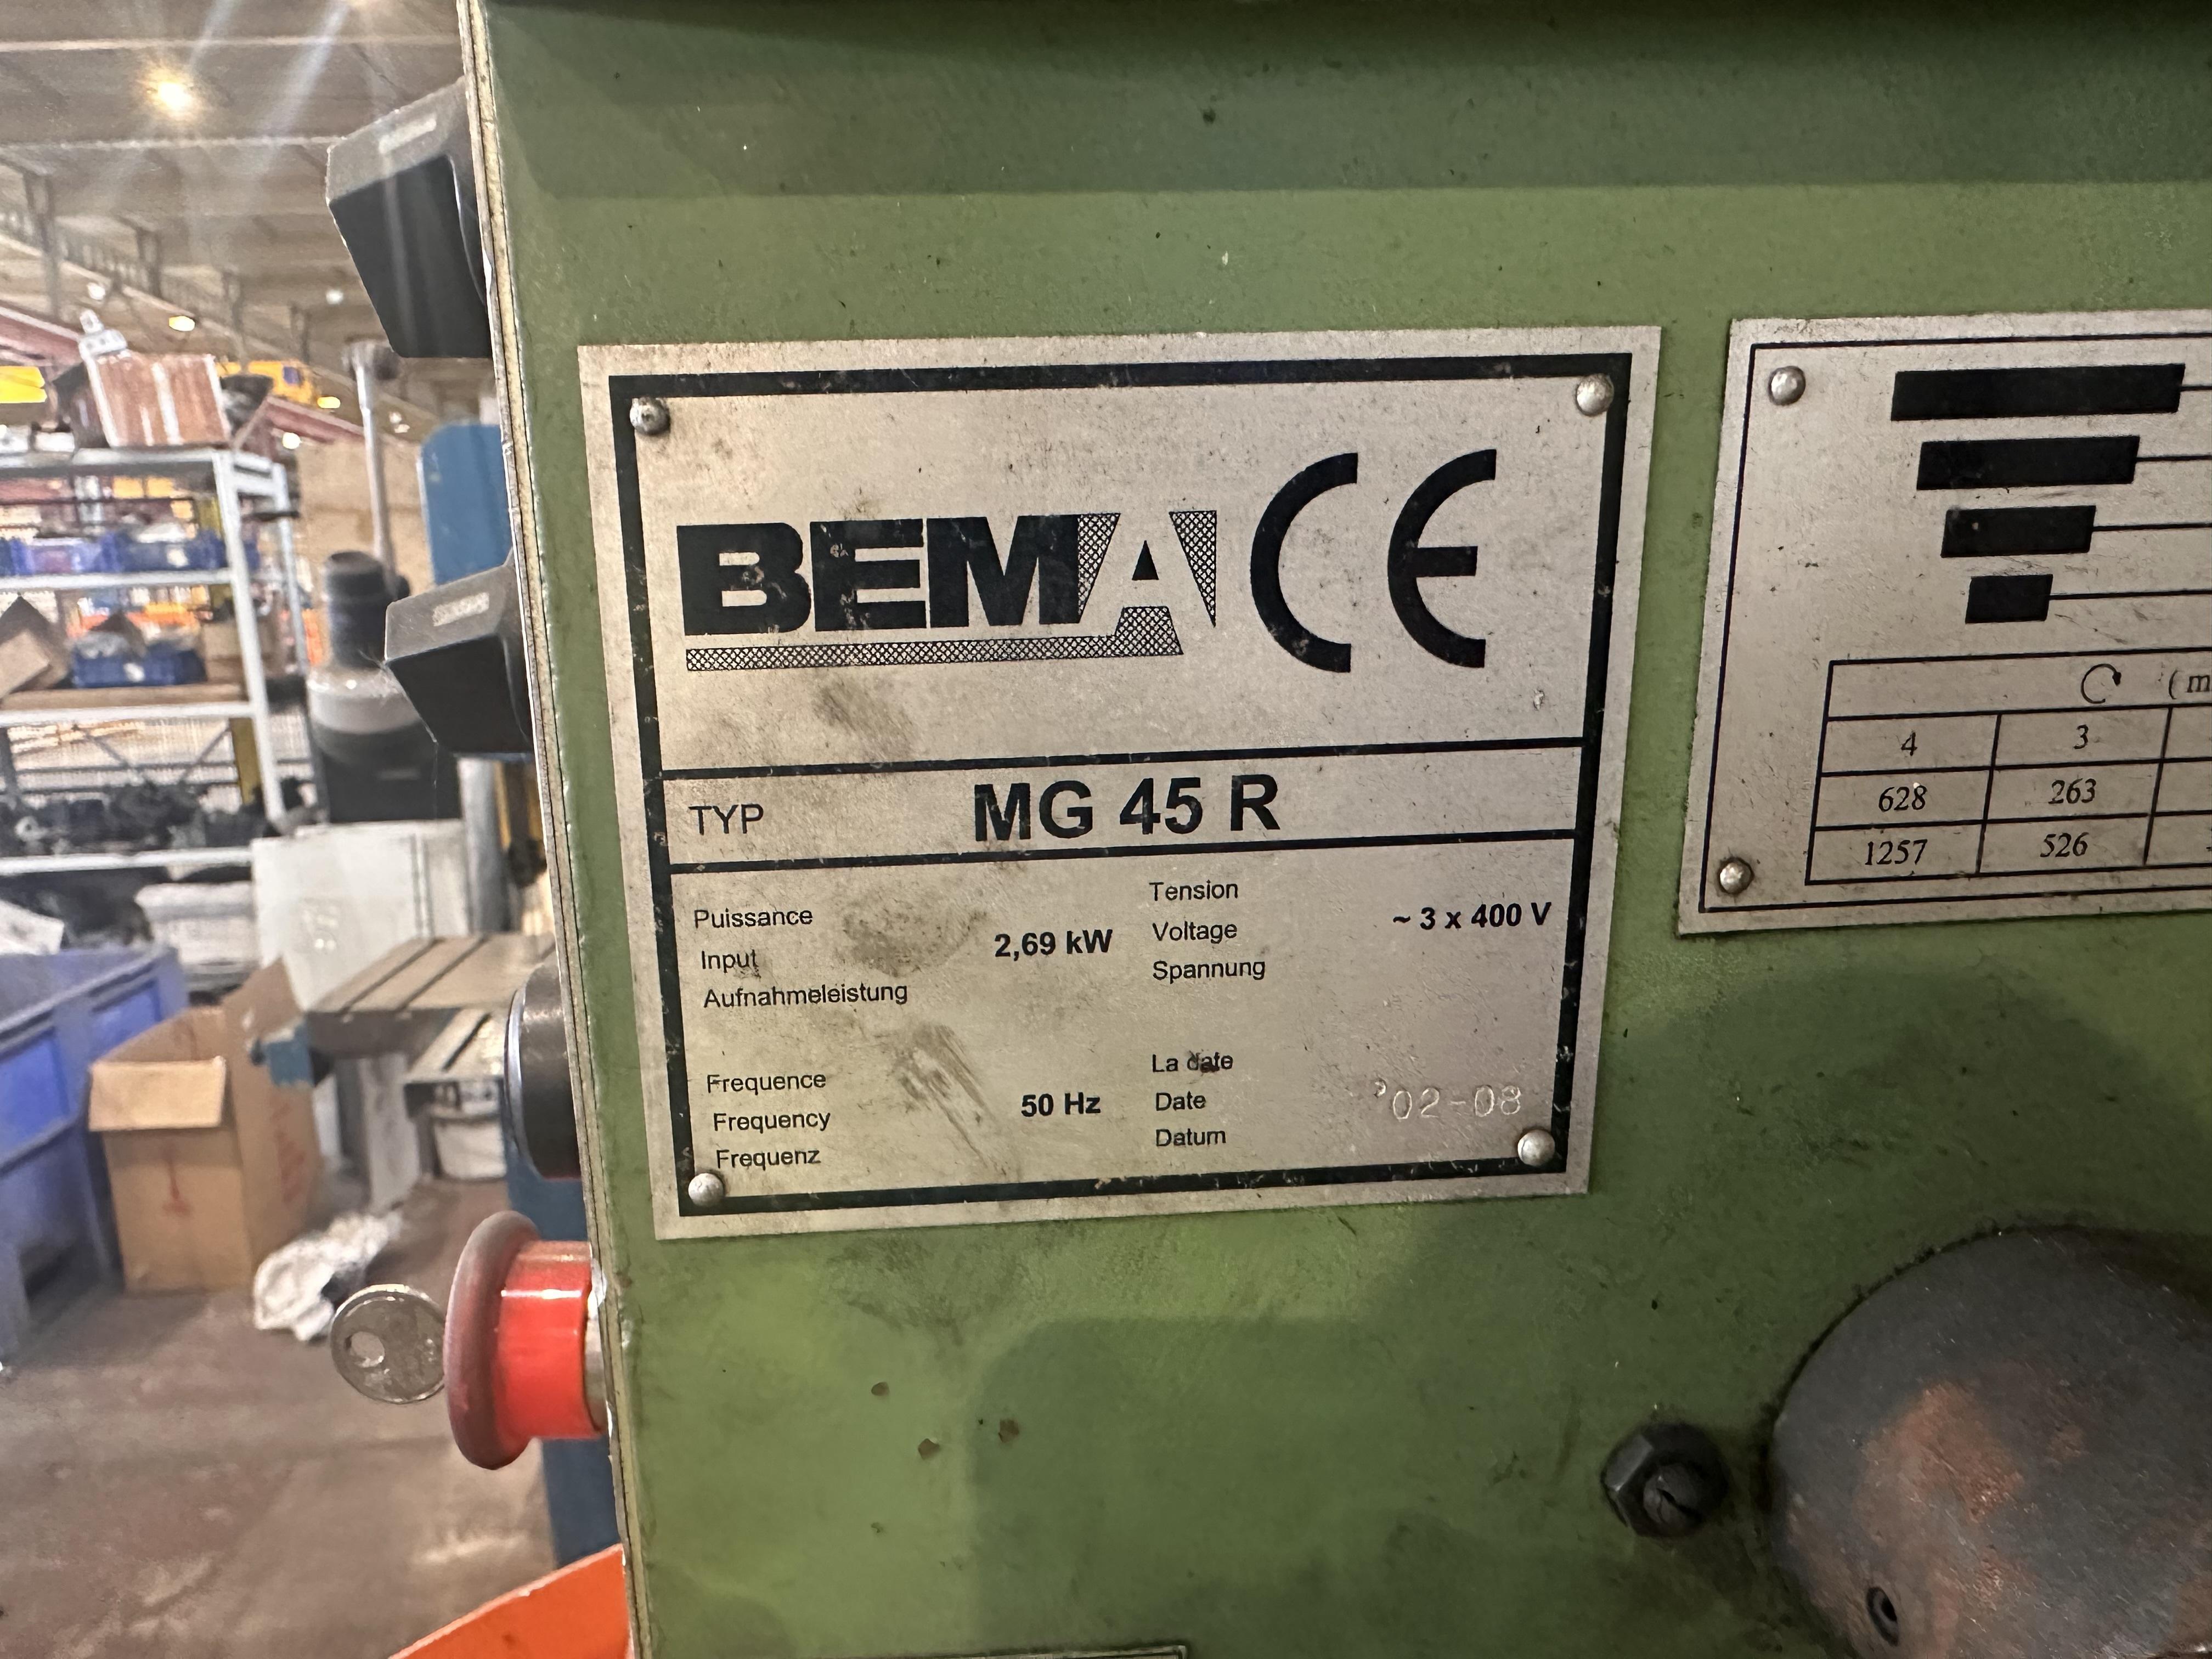 BEMA CE
TYP MG 45 R
Puissance
Input 2,69 kW
Aufnahmeleistung
Tension
Voltage ~ 3 x 400 V
Spannung
Frequence
Frequency 50 Hz
Frequenz
La date
Date '02-08
Datum
(m
4 3
628 263
1257 526